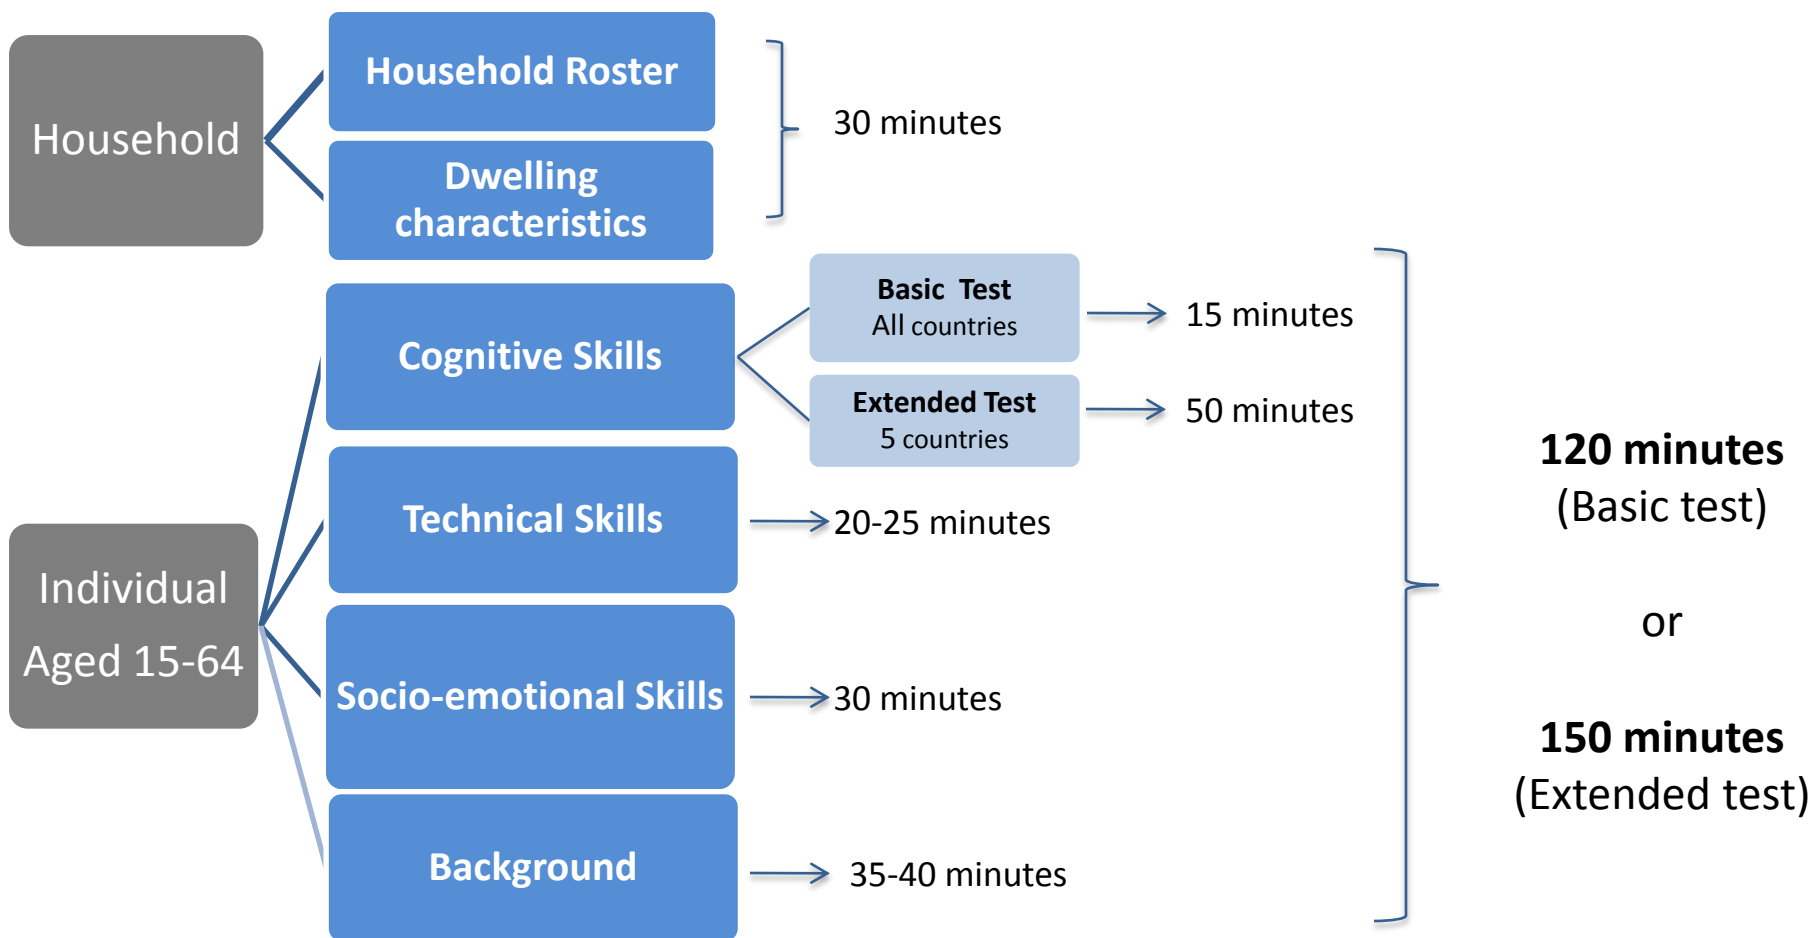 Household
Household Roster
Dwelling
characteristics
30 minutes
Individual
Aged 15-64
Cognitive Skills
Basic Test
All countries
15 minutes
Extended Test
5 countries
50 minutes
Technical Skills
20-25 minutes
Socio-emotional Skills
30 minutes
Background
35-40 minutes
120 minutes
(Basic test)
or
150 minutes
(Extended test)